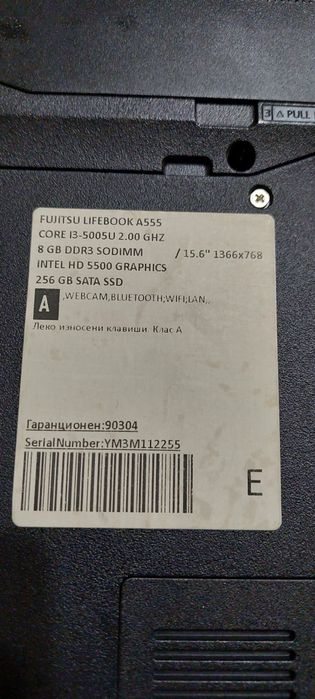 3 ⚠ PULL
FUJITSU LIFEBOOK A555
CORE I3-5005U 2.00 GHZ
8 GB DDR3 SODIMM / 15.6" 1366x768
INTEL HD 5500 GRAPHICS
256 GB SATA SSD
A ,WEBCAM,BLUETOOTH,WIFI,LAN,.
Леко износени клавиши. Клас А
Гаранционен:90304
SerialNumber:YM3M112255
E